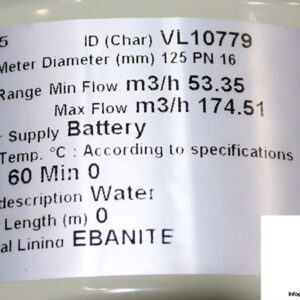 5 ID (Char) VL10779
Meter Diameter (mm) 125 PN 16
Range Min Flow m3/h 53.35
Max Flow m3/h 174.51
Supply Battery
Temp. °C : According to specifications
60 Min 0
description Water
Length (m) 0
al Lining EBANITE